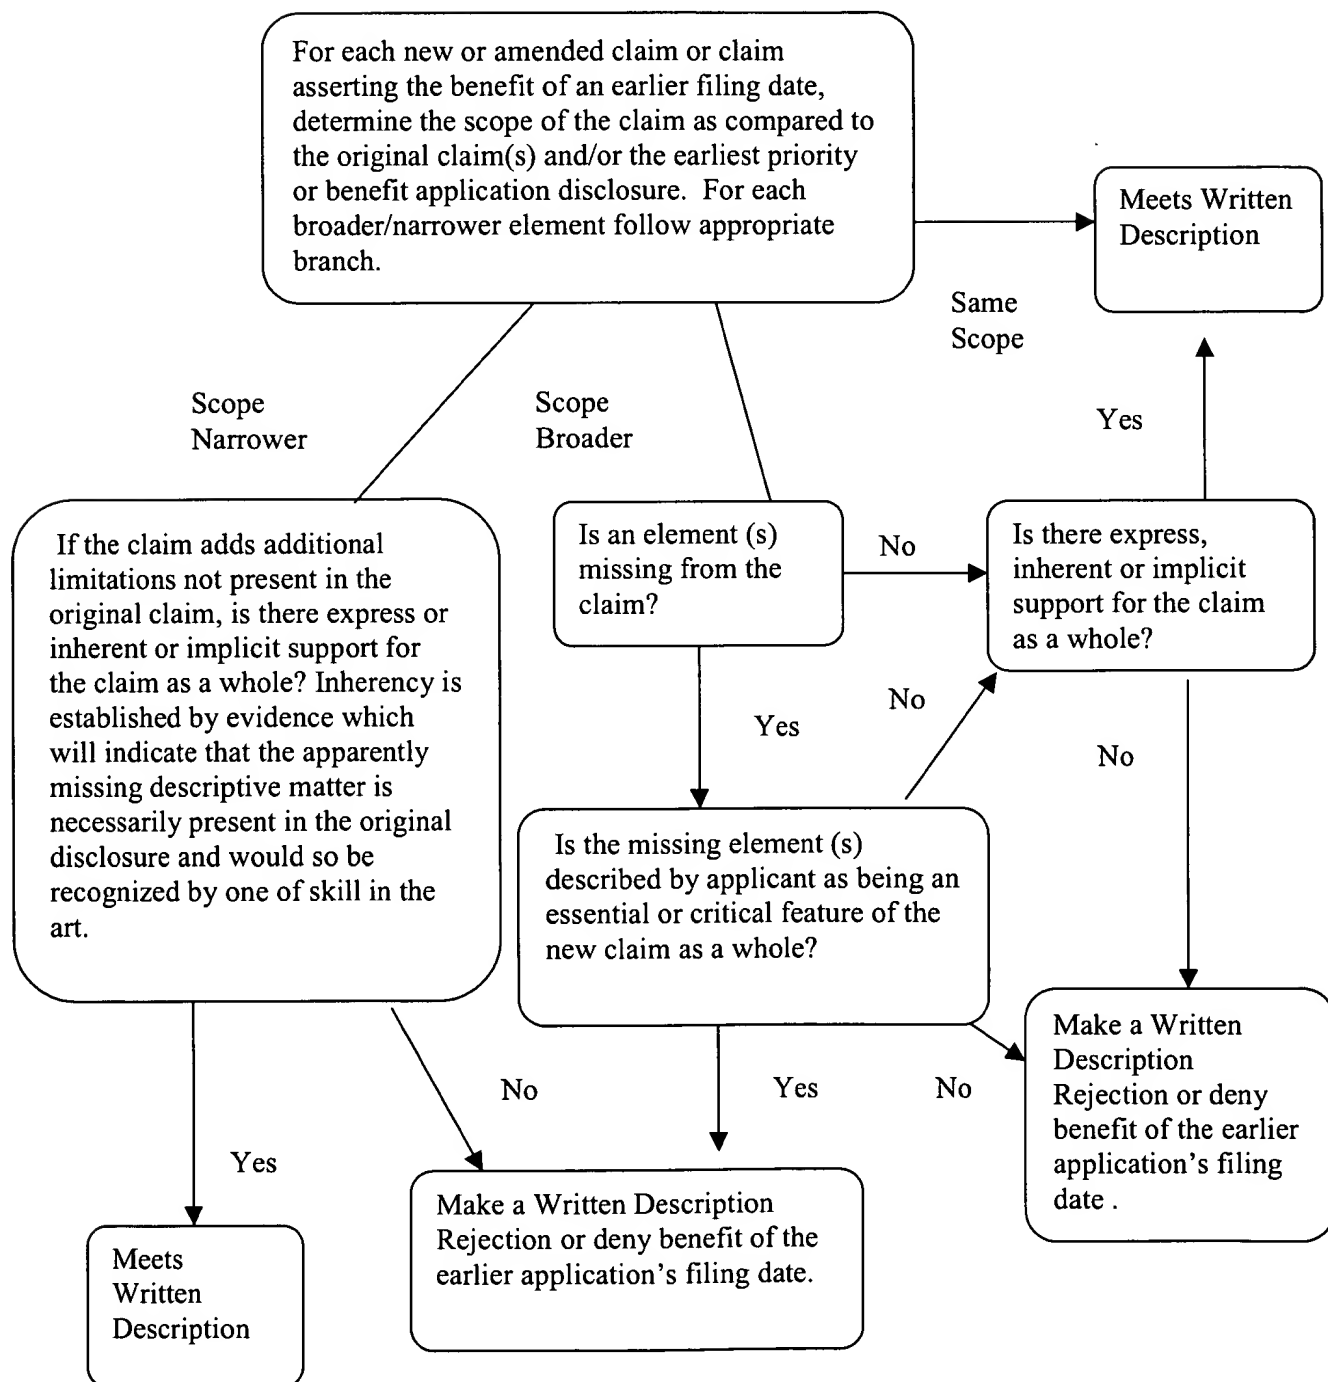 For each new or amended claim or claim
asserting the benefit of an earlier filing date,
determine the scope of the claim as compared to
the original claim(s) and/or the earliest priority
or benefit application disclosure. For each
broader/narrower element follow appropriate
branch.
Meets Written
Description
Same
Scope
Scope
Narrower
Scope
Broader
Yes
If the claim adds additional
limitations not present in the
original claim, is there express or
inherent or implicit support for
the claim as a whole? Inherency is
established by evidence which
will indicate that the apparently
missing descriptive matter is
necessarily present in the original
disclosure and would so be
recognized by one of skill in the
art.
Is an element (s)
missing from the
claim?
No
Is there express,
inherent or implicit
support for the claim
as a whole?
Yes
No
No
Is the missing element (s)
described by applicant as being an
essential or critical feature of the
new claim as a whole?
Make a Written
Description
Rejection or deny
benefit of the earlier
application's filing
date .
No
Yes
No
Yes
Make a Written Description
Rejection or deny benefit of the
earlier application's filing date.
Meets
Written
Description